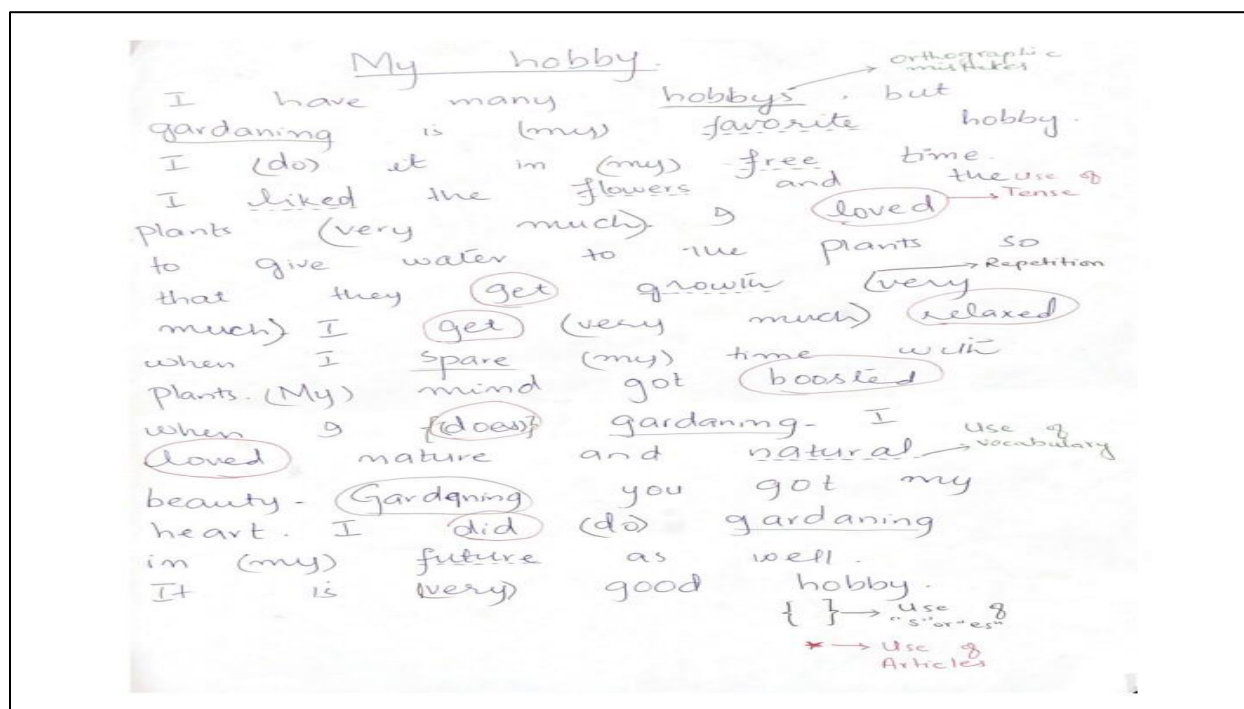 My hobby.
Orthographic
mistakes
I have many hobbys. but
gardaning is (my) favorite hobby.
I (do) it in (my) free time.
I liked the flowers and the
Use of
Tense
plants (very much). I loved
to give water to the plants so
Repetition
that they get growth (very
much) I get (very much) relaxed
when I spare (my) time with
plants. (My) mind got boosted
when I {(does)} gardaning. I
Use of
vocabulary
loved nature and natural
beauty. Gardaning you got my
heart. I did (do) gardaning
in (my) future as well.
It is (very) good hobby.
{ } → Use of
"s" or "es"
* → Use of
Articles